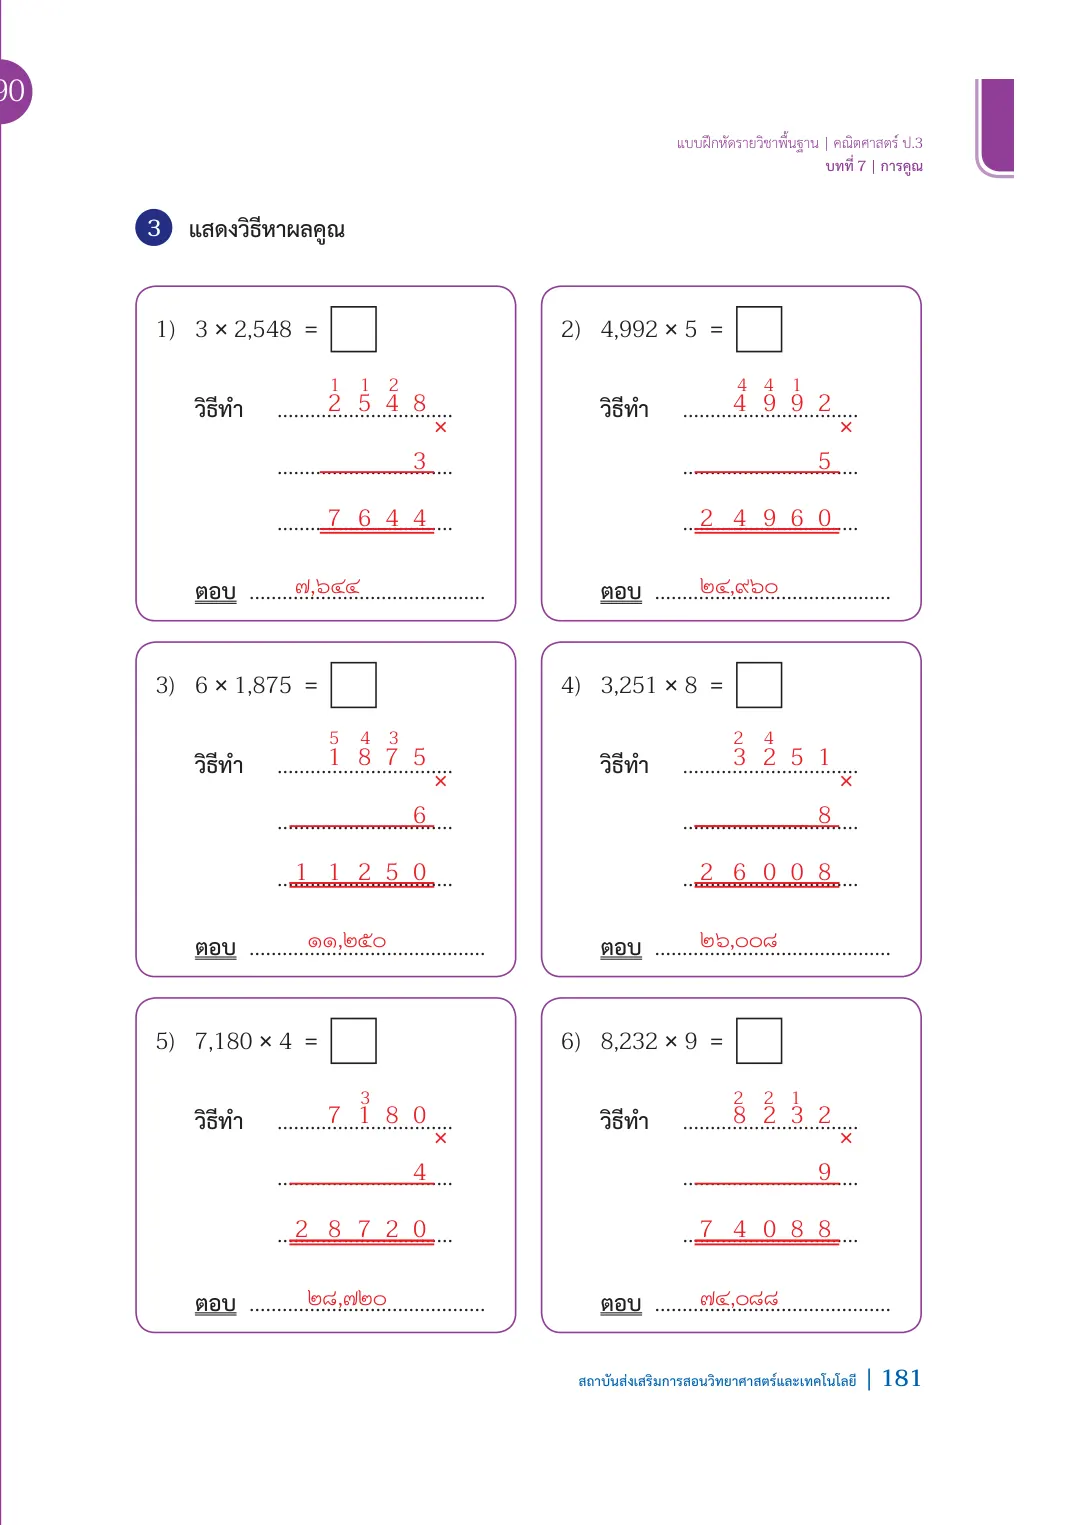 90
แบบฝึกหัดรายวิชาพื้นฐาน | คณิตศาสตร์ ป.3
บทที่ 7 | การคูณ
3 แสดงวิธีหาผลคูณ
1) 3 × 2,548 =
1 1 2
วิธีทำ 2 5 4 8
×
3
7 6 4 4
ตอบ ๗,๖๔๔
2) 4,992 × 5 =
4 4 1
วิธีทำ 4 9 9 2
×
5
2 4 9 6 0
ตอบ ๒๔,๙๖๐
3) 6 × 1,875 =
5 4 3
วิธีทำ 1 8 7 5
×
6
1 1 2 5 0
ตอบ ๑๑,๒๕๐
4) 3,251 × 8 =
2 4
วิธีทำ 3 2 5 1
×
8
2 6 0 0 8
ตอบ ๒๖,๐๐๘
5) 7,180 × 4 =
3
วิธีทำ 7 1 8 0
×
4
2 8 7 2 0
ตอบ ๒๘,๗๒๐
6) 8,232 × 9 =
2 2 1
วิธีทำ 8 2 3 2
×
9
7 4 0 8 8
ตอบ ๗๔,๐๘๘
สถาบันส่งเสริมการสอนวิทยาศาสตร์และเทคโนโลยี | 181